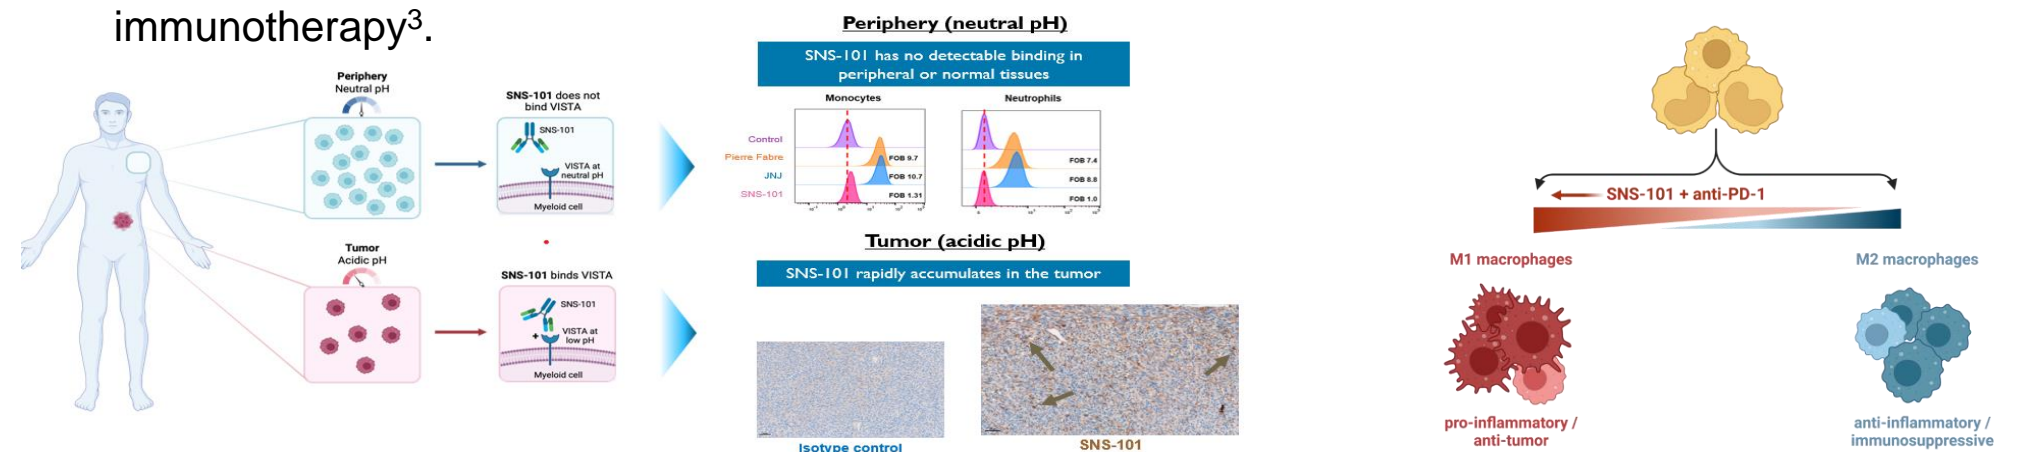 immunotherapy³.
Periphery
Neutral pH
SNS-101 does not
bind VISTA
SNS-101
VISTA at
neutral pH
Myeloid cell
Tumor
Acidic pH
SNS-101 binds VISTA
SNS-101
+
VISTA at
low pH
Myeloid cell
Periphery (neutral pH)
SNS-101 has no detectable binding in
peripheral or normal tissues
Monocytes
Neutrophils
Control
Pierre Fabre
JNJ
SNS-101
FOB 9.7
FOB 10.7
FOB 1.31
FOB 7.4
FOB 8.8
FOB 1.0
Tumor (acidic pH)
SNS-101 rapidly accumulates in the tumor
Isotype control
SNS-101
SNS-101 + anti-PD-1
M1 macrophages
M2 macrophages
pro-inflammatory /
anti-tumor
anti-inflammatory /
immunosuppressive